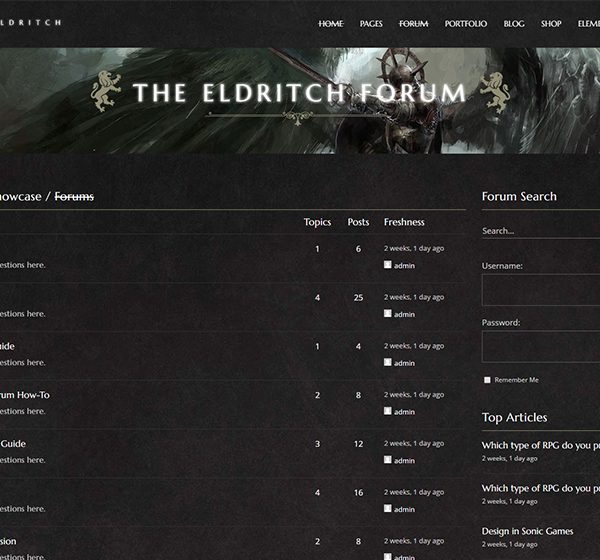 LDRITCH
HOME PAGES FORUM PORTFOLIO BLOG SHOP ELEME
THE ELDRITCH FORUM
howcase / Forums
Topics Posts Freshness
1 6 2 weeks, 1 day ago
estions here.
admin
4 25 2 weeks, 1 day ago
estions here.
admin
uide
1 4 2 weeks, 1 day ago
estions here.
admin
rum How-To
2 8 2 weeks, 1 day ago
estions here.
admin
Guide
3 12 2 weeks, 1 day ago
estions here.
admin
4 16 2 weeks, 1 day ago
estions here.
admin
sion
2 8 2 weeks, 1 day ago
estions here.
admin
Forum Search
Search...
Username:
Password:
Remember Me
Top Articles
Which type of RPG do you pr
2 weeks, 1 day ago
Which type of RPG do you pr
2 weeks, 1 day ago
Design in Sonic Games
2 weeks, 1 day ago